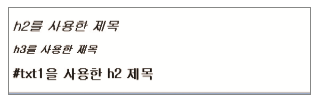 h2를 사용한 제목
h3를 사용한 제목
#txt1을 사용한 h2 제목